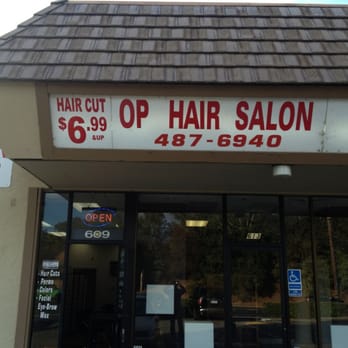 HAIR CUT
$6.99
&UP
OP HAIR SALON
487-6940
OPEN
609
613
Hair Cuts
Perms
Colors
Facial
Eye-Brow
Wax